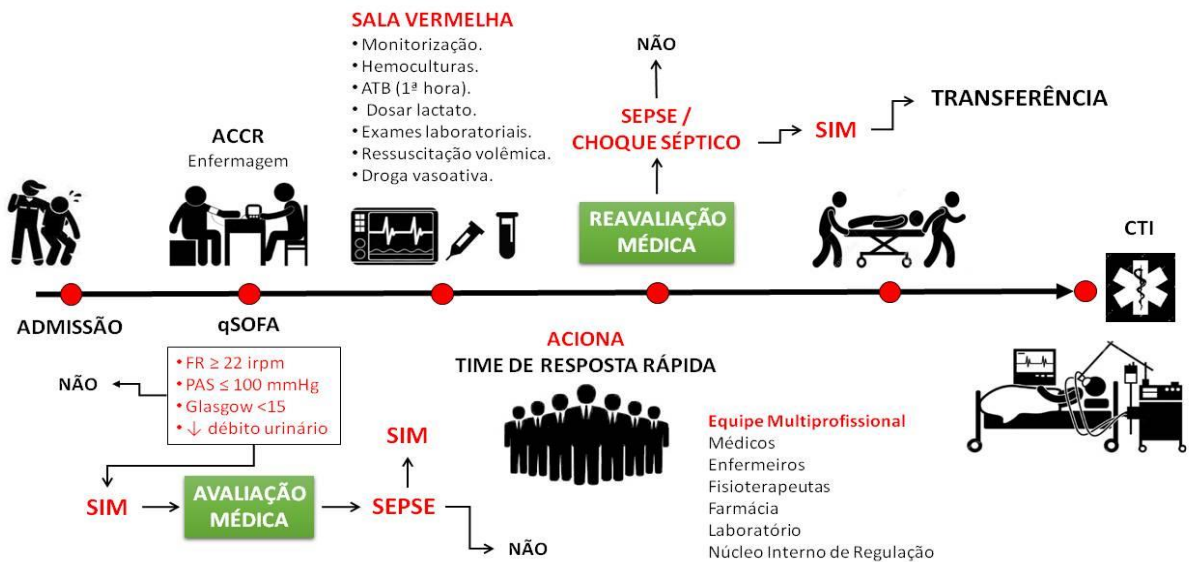 SALA VERMELHA
• Monitorização.
• Hemoculturas.
• ATB (1ª hora).
• Dosar lactato.
• Exames laboratoriais.
• Ressuscitação volêmica.
• Droga vasoativa.
ACCR
Enfermagem
NÃO
SEPSE /
CHOQUE SÉPTICO
SIM
TRANSFERÊNCIA
REAVALIAÇÃO
MÉDICA
CTI
ADMISSÃO
qSOFA
• FR ≥ 22 irpm
• PAS ≤ 100 mmHg
• Glasgow <15
• ↓ débito urinário
NÃO
SIM
AVALIAÇÃO
MÉDICA
SEPSE
SIM
NÃO
ACIONA
TIME DE RESPOSTA RÁPIDA
Equipe Multiprofissional
Médicos
Enfermeiros
Fisioterapeutas
Farmácia
Laboratório
Núcleo Interno de Regulação